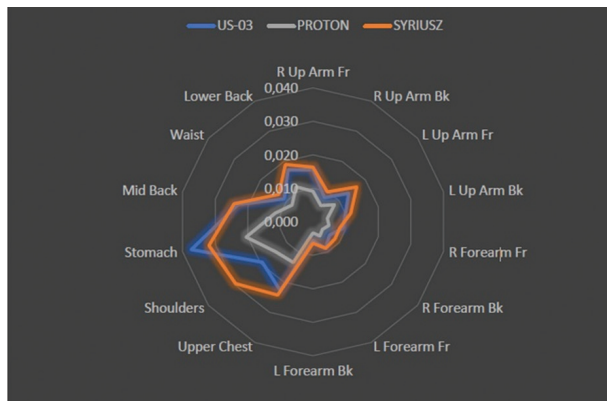 US-03 PROTON SYRIUSZ
R Up Arm Fr
0,040
Lower Back R Up Arm Bk
0,030
Waist L Up Arm Fr
0,020
Mid Back 0,010 L Up Arm Bk
0,000
Stomach R Forearm Fr
Shoulders R Forearm Bk
Upper Chest L Forearm Fr
L Forearm Bk